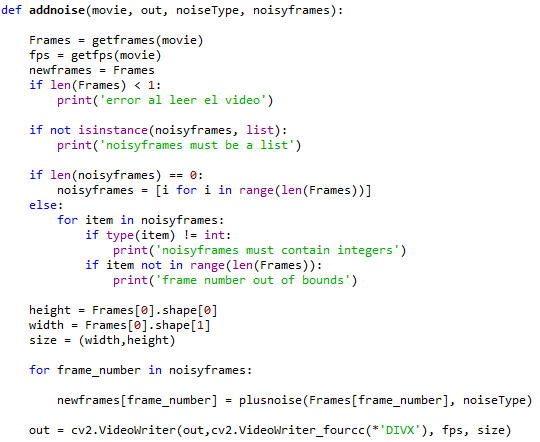 def addnoise(movie, out, noiseType, noisyframes):
    Frames = getframes(movie)
    fps = getfps(movie)
    newframes = Frames
    if len(Frames) < 1:
        print('error al leer el video')
    if not isinstance(noisyframes, list):
        print('noisyframes must be a list')
    if len(noisyframes) == 0:
        noisyframes = [i for i in range(len(Frames))]
    else:
        for item in noisyframes:
            if type(item) != int:
                print('noisyframes must contain integers')
            if item not in range(len(Frames)):
                print('frame number out of bounds')
    height = Frames[0].shape[0]
    width = Frames[0].shape[1]
    size = (width,height)
    for frame_number in noisyframes:
        newframes[frame_number] = plusnoise(Frames[frame_number], noiseType)
    out = cv2.VideoWriter(out,cv2.VideoWriter_fourcc(*'DIVX'), fps, size)